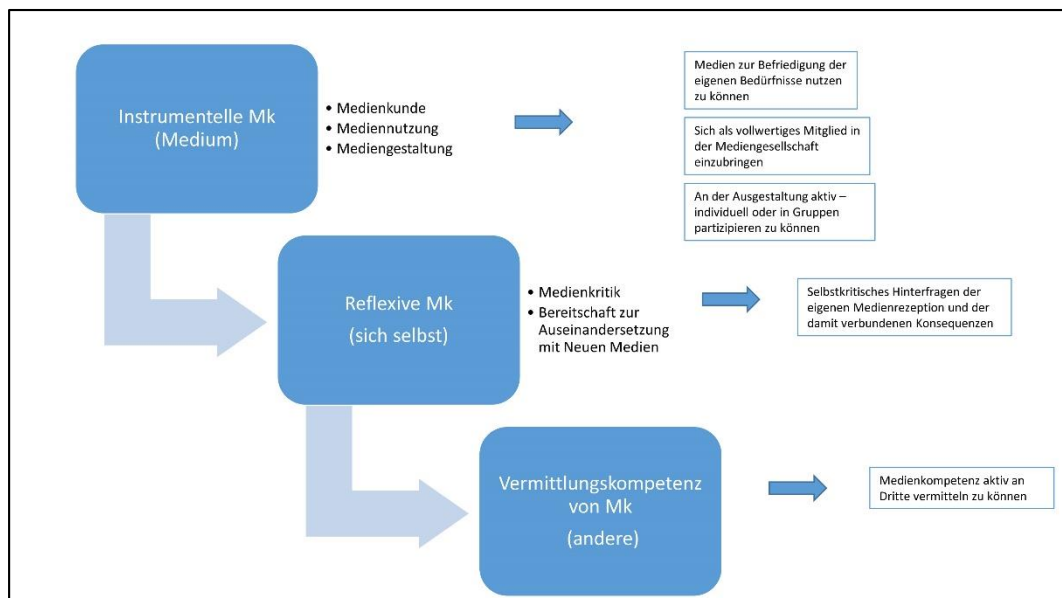 Instrumentelle Mk
(Medium)
• Medienkunde
• Mediennutzung
• Mediengestaltung
Medien zur Befriedigung der
eigenen Bedürfnisse nutzen
zu können
Sich als vollwertiges Mitglied in
der Mediengesellschaft
einzubringen
An der Ausgestaltung aktiv –
individuell oder in Gruppen
partizipieren zu können
Reflexive Mk
(sich selbst)
• Medienkritik
• Bereitschaft zur
Auseinandersetzung
mit Neuen Medien
Selbstkritisches Hinterfragen der
eigenen Medienrezeption und der
damit verbundenen Konsequenzen
Vermittlungskompetenz
von Mk
(andere)
Medienkompetenz aktiv an
Dritte vermitteln zu können